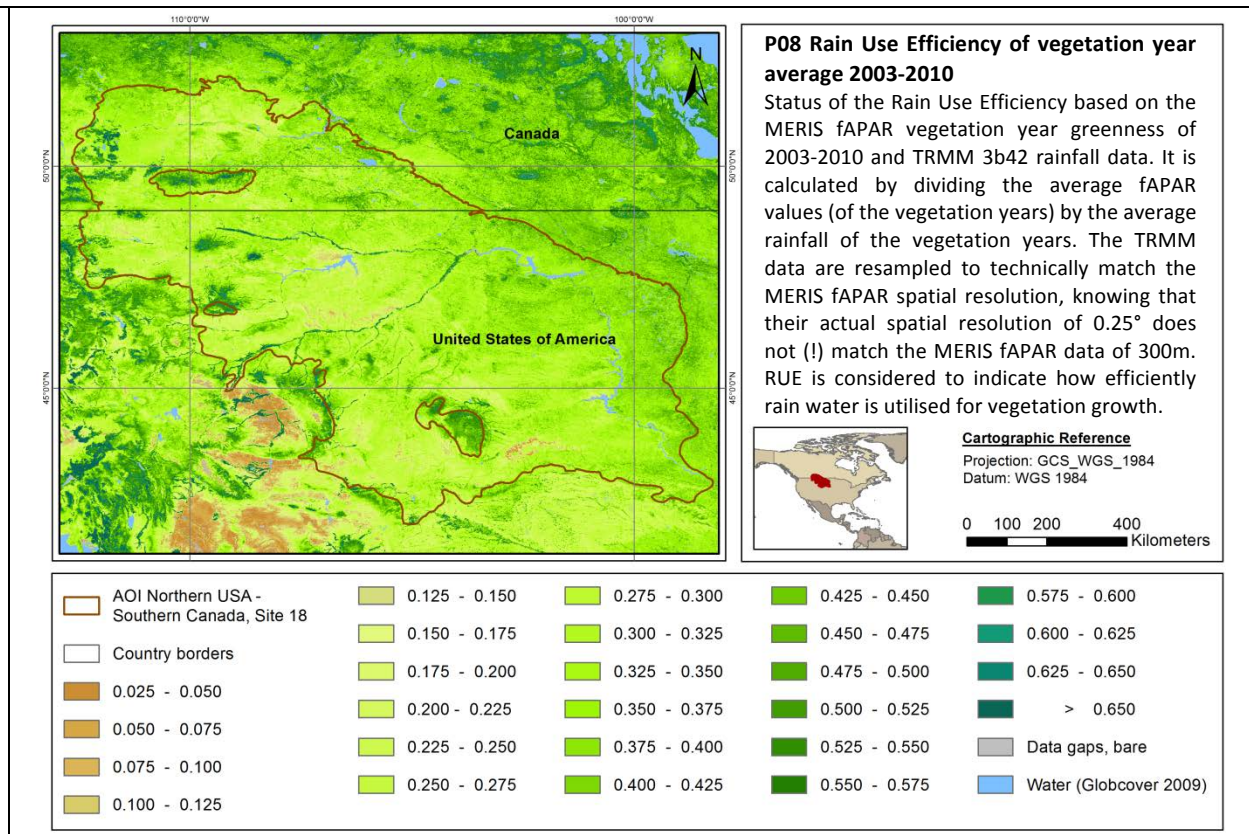 110°0'0"W
100°0'0"W
N
Canada
50°0'0"N
50°0'0"N
United States of America
45°0'0"N
45°0'0"N
P08 Rain Use Efficiency of vegetation year
average 2003-2010
Status of the Rain Use Efficiency based on the
MERIS fAPAR vegetation year greenness of
2003-2010 and TRMM 3b42 rainfall data. It is
calculated by dividing the average fAPAR
values (of the vegetation years) by the average
rainfall of the vegetation years. The TRMM
data are resampled to technically match the
MERIS fAPAR spatial resolution, knowing that
their actual spatial resolution of 0.25° does
not (!) match the MERIS fAPAR data of 300m.
RUE is considered to indicate how efficiently
rain water is utilised for vegetation growth.
Cartographic Reference
Projection: GCS_WGS_1984
Datum: WGS 1984
0 100 200 400
Kilometers
AOI Northern USA -
Southern Canada, Site 18
Country borders
0.025 - 0.050
0.050 - 0.075
0.075 - 0.100
0.100 - 0.125
0.125 - 0.150
0.150 - 0.175
0.175 - 0.200
0.200 - 0.225
0.225 - 0.250
0.250 - 0.275
0.275 - 0.300
0.300 - 0.325
0.325 - 0.350
0.350 - 0.375
0.375 - 0.400
0.400 - 0.425
0.425 - 0.450
0.450 - 0.475
0.475 - 0.500
0.500 - 0.525
0.525 - 0.550
0.550 - 0.575
0.575 - 0.600
0.600 - 0.625
0.625 - 0.650
> 0.650
Data gaps, bare
Water (Globcover 2009)